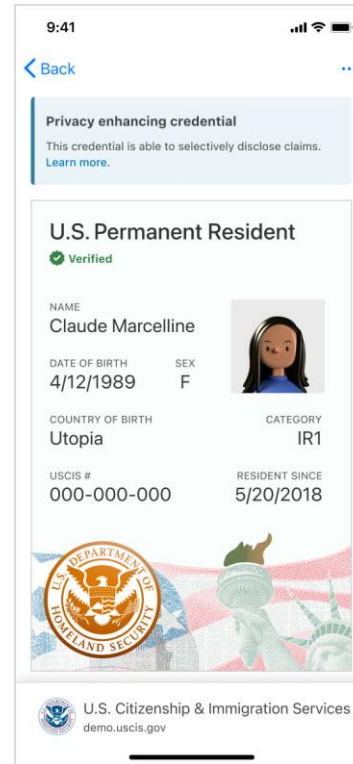 9:41
Back
Privacy enhancing credential
This credential is able to selectively disclose claims.
Learn more.
U.S. Permanent Resident
Verified
NAME
Claude Marcelline
DATE OF BIRTH SEX
4/12/1989 F
COUNTRY OF BIRTH CATEGORY
Utopia IR1
USCIS # RESIDENT SINCE
000-000-000 5/20/2018
U.S. DEPARTMENT OF HOMELAND SECURITY
U.S. Citizenship & Immigration Services
demo.uscis.gov